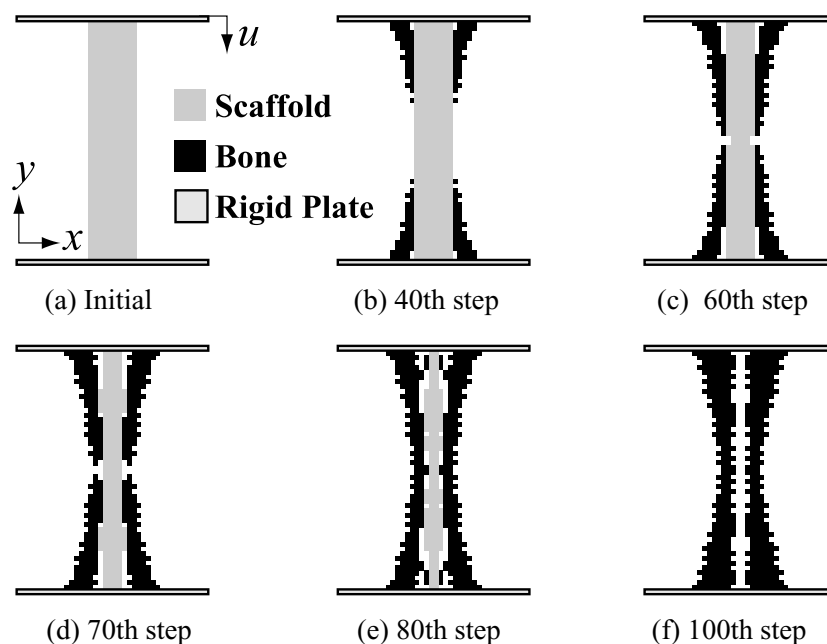 u
Scaffold
Bone
Rigid Plate
y
x
(a) Initial
(b) 40th step
(c) 60th step
(d) 70th step
(e) 80th step
(f) 100th step